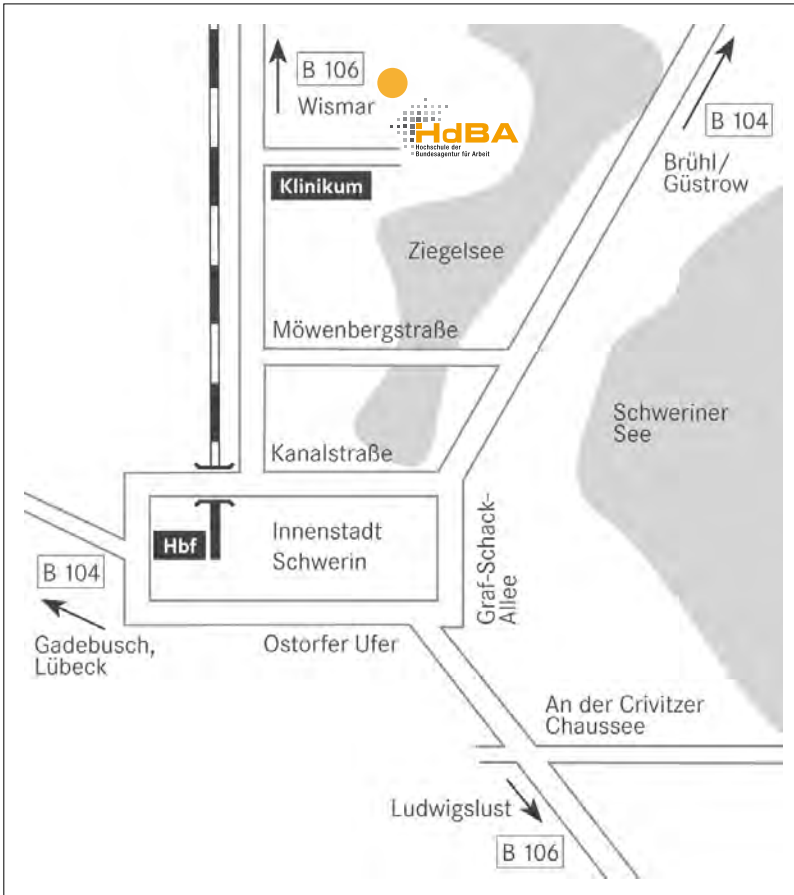 B 106
Wismar
HdBA
Hochschule der
Bundesagentur für Arbeit
B 104
Brühl/
Güstrow
Klinikum
Ziegelsee
Möwenbergstraße
Schweriner
See
Kanalstraße
Graf-Schack-
Allee
Hbf
Innenstadt
Schwerin
B 104
Gadebusch,
Lübeck
Ostorfer Ufer
An der Crivitzer
Chaussee
Ludwigslust
B 106